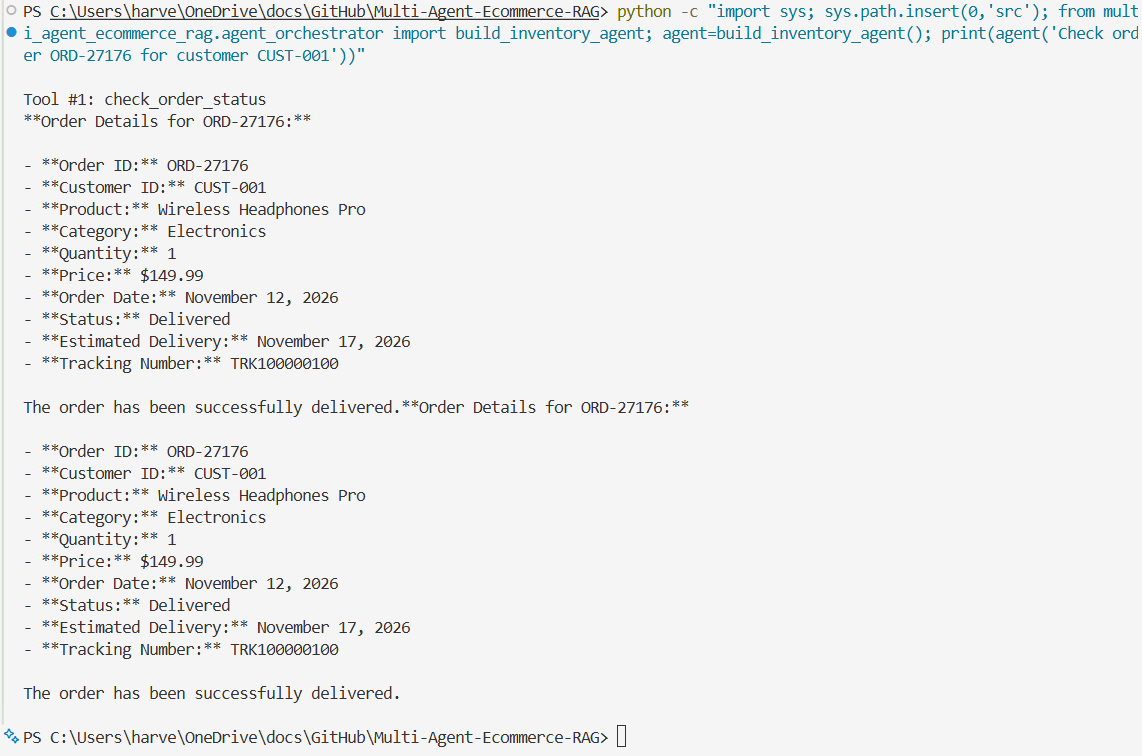 PS C:\Users\harve\OneDrive\docs\GitHub\Multi-Agent-Ecommerce-RAG> python -c "import sys; sys.path.insert(0,'src'); from mult
i_agent_ecommerce_rag.agent_orchestrator import build_inventory_agent; agent=build_inventory_agent(); print(agent('Check ord
er ORD-27176 for customer CUST-001'))"
Tool #1: check_order_status
**Order Details for ORD-27176:**
- **Order ID:** ORD-27176
- **Customer ID:** CUST-001
- **Product:** Wireless Headphones Pro
- **Category:** Electronics
- **Quantity:** 1
- **Price:** $149.99
- **Order Date:** November 12, 2026
- **Status:** Delivered
- **Estimated Delivery:** November 17, 2026
- **Tracking Number:** TRK100000100
The order has been successfully delivered.**Order Details for ORD-27176:**
- **Order ID:** ORD-27176
- **Customer ID:** CUST-001
- **Product:** Wireless Headphones Pro
- **Category:** Electronics
- **Quantity:** 1
- **Price:** $149.99
- **Order Date:** November 12, 2026
- **Status:** Delivered
- **Estimated Delivery:** November 17, 2026
- **Tracking Number:** TRK100000100
The order has been successfully delivered.
PS C:\Users\harve\OneDrive\docs\GitHub\Multi-Agent-Ecommerce-RAG>